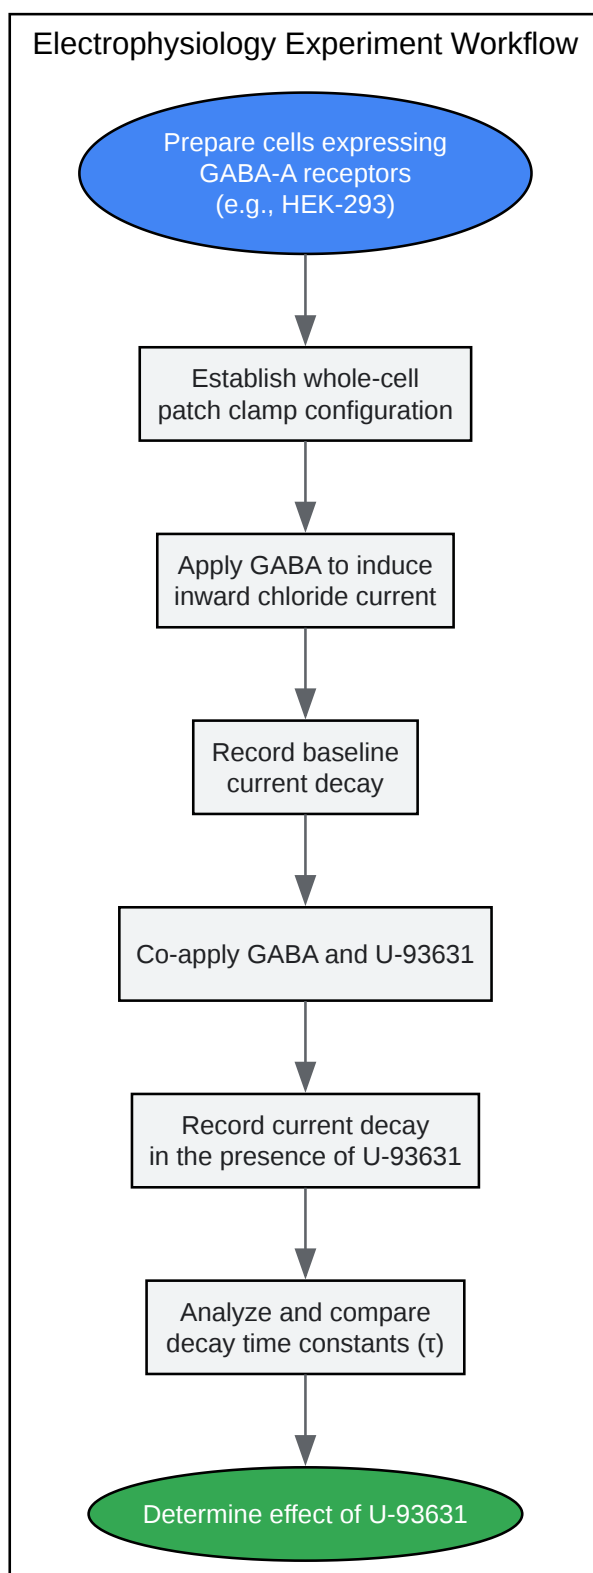 Electrophysiology Experiment Workflow
Prepare cells expressing
GABA-A receptors
(e.g., HEK-293)
Establish whole-cell
patch clamp configuration
Apply GABA to induce
inward chloride current
Record baseline
current decay
Co-apply GABA and U-93631
Record current decay
in the presence of U-93631
Analyze and compare
decay time constants (τ)
Determine effect of U-93631